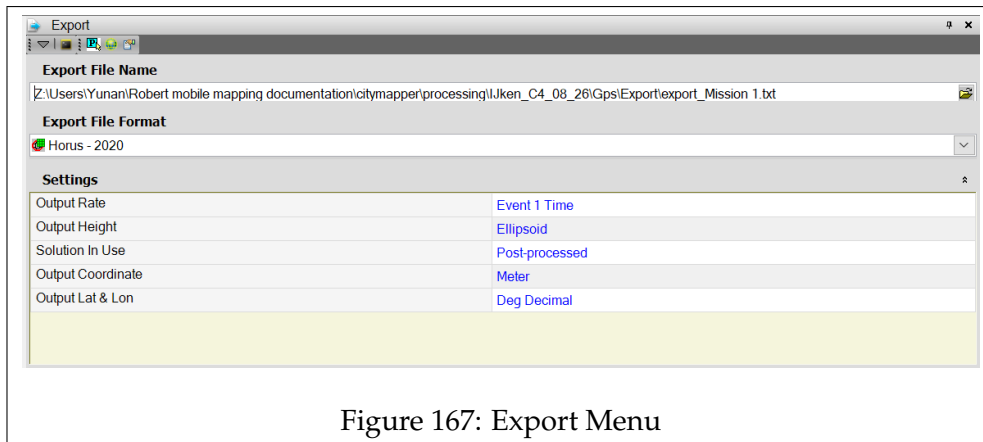 Export
Export File Name
Z:\Users\Yunan\Robert mobile mapping documentation\citymapper\processing\IJken_C4_08_26\Gps\Export\export_Mission 1.txt
Export File Format
Horus - 2020
Settings
Output Rate Event 1 Time
Output Height Ellipsoid
Solution In Use Post-processed
Output Coordinate Meter
Output Lat & Lon Deg Decimal
Figure 167: Export Menu